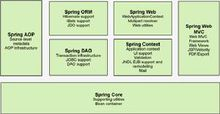 Spring AOP
Source-level
metadata
AOP infrastructure
Spring ORM
Hibernate support
iBatis support
JDO support
Spring DAO
Transaction infrastructure
JDBC support
DAO support
Spring Web
WebApplicationContext
Multipart resolver
Web utilities
Spring Context
Application context
UI support
Validation
JNDL EJB support and
remodeling
Mail
Spring Web
MVC
Web MVC
Framework
Web Views
JSP/Velocity
PDF/Export
Spring Core
Supporting utilities
Bean container